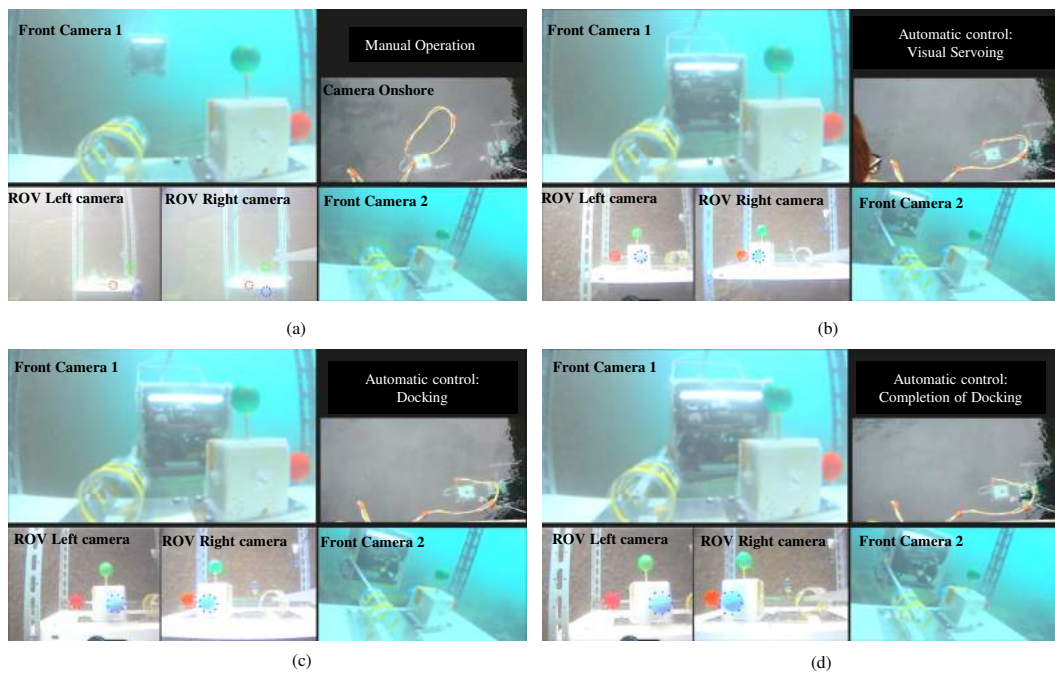 Front Camera 1
Manual Operation
Camera Onshore
ROV Left camera
ROV Right camera
Front Camera 2
(a)
Front Camera 1
Automatic control:
Visual Servoing
ROV Left camera
ROV Right camera
Front Camera 2
(b)
Front Camera 1
Automatic control:
Docking
ROV Left camera
ROV Right camera
Front Camera 2
(c)
Front Camera 1
Automatic control:
Completion of Docking
ROV Left camera
ROV Right camera
Front Camera 2
(d)